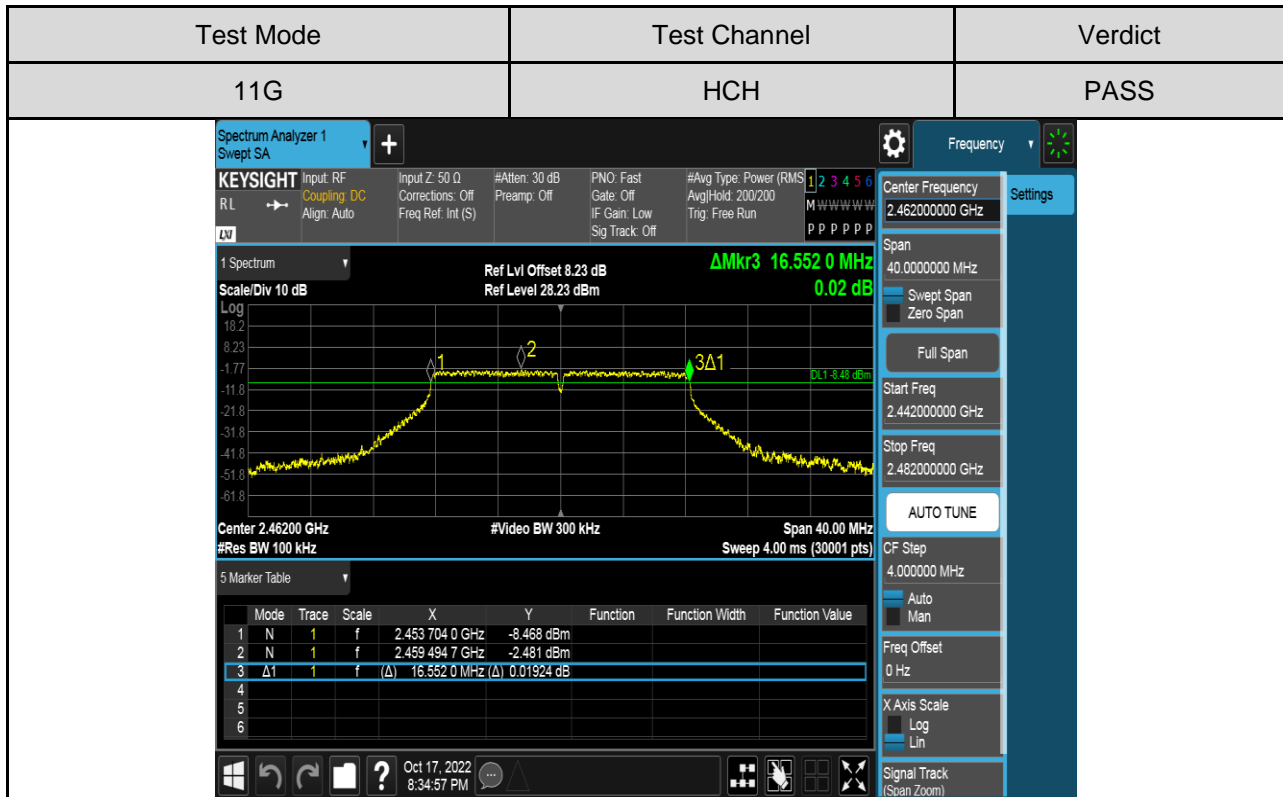 Test Mode Test Channel Verdict
11G HCH PASS
Spectrum Analyzer 1
Swept SA
Frequency
KEYSIGHT Input: RF Input Z: 50 Ω #Atten: 30 dB PNO: Fast #Avg Type: Power (RMS 1 2 3 4 5 6
RL Coupling: DC Corrections: Off Preamp: Off Gate: Off Avg|Hold: 200/200 M W W W W W
Align: Auto Freq Ref: Int (S) IF Gain: Low Trig: Free Run
LXI Sig Track: Off P P P P P P
1 Spectrum Ref Lvl Offset 8.23 dB ΔMkr3 16.552 0 MHz
Scale/Div 10 dB Ref Level 28.23 dBm 0.02 dB
Log
18.2
8.23
-1.77
-11.8
-21.8
-31.8
-41.8
-51.8
-61.8
1
2
3Δ1
DL1 -8.48 dBm
Center 2.46200 GHz #Video BW 300 kHz Span 40.00 MHz
#Res BW 100 kHz Sweep 4.00 ms (30001 pts)
5 Marker Table
Mode Trace Scale X Y Function Function Width Function Value
1 N 1 f 2.453 704 0 GHz -8.468 dBm
2 N 1 f 2.459 494 7 GHz -2.481 dBm
3 Δ1 1 f (Δ) 16.552 0 MHz (Δ) 0.01924 dB
4
5
6
? Oct 17, 2022
8:34:57 PM
Center Frequency
2.462000000 GHz
Settings
Span
40.0000000 MHz
Swept Span
Zero Span
Full Span
Start Freq
2.442000000 GHz
Stop Freq
2.482000000 GHz
AUTO TUNE
CF Step
4.000000 MHz
Auto
Man
Freq Offset
0 Hz
X Axis Scale
Log
Lin
Signal Track
(Span Zoom)